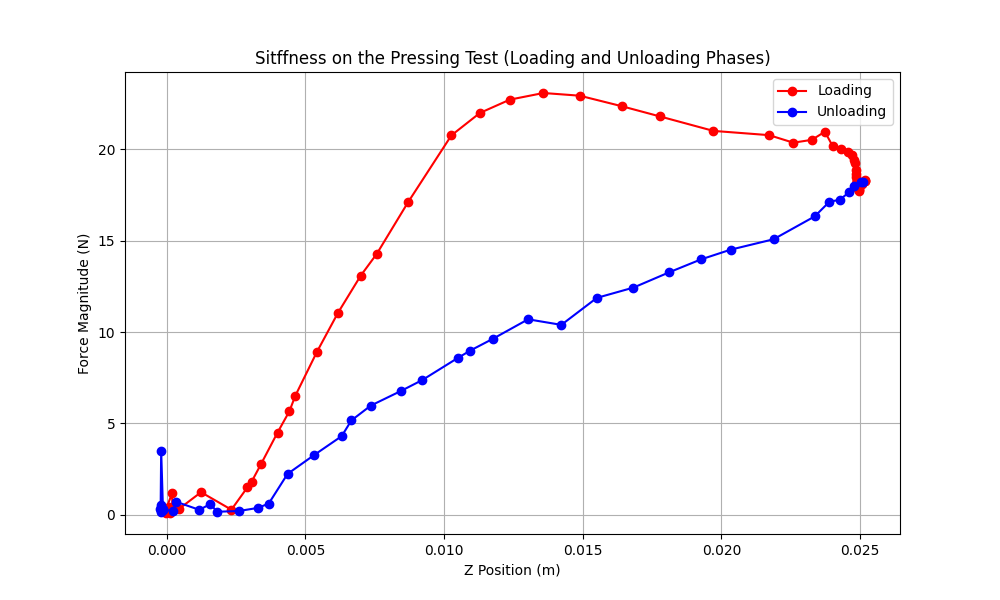 Sitffness on the Pressing Test (Loading and Unloading Phases)
Loading
Unloading
Force Magnitude (N)
20
15
10
5
0
0.000 0.005 0.010 0.015 0.020 0.025
Z Position (m)